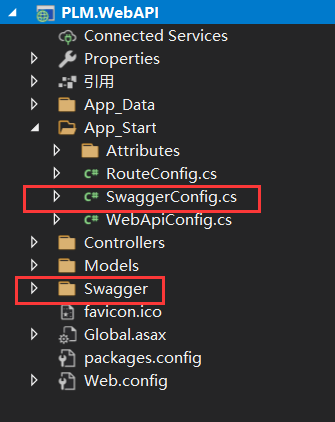 PLM.WebAPI
Connected Services
Properties
引用
App_Data
App_Start
Attributes
C# RouteConfig.cs
C# SwaggerConfig.cs
C# WebApiConfig.cs
Controllers
Models
Swagger
favicon.ico
Global.asax
packages.config
Web.config